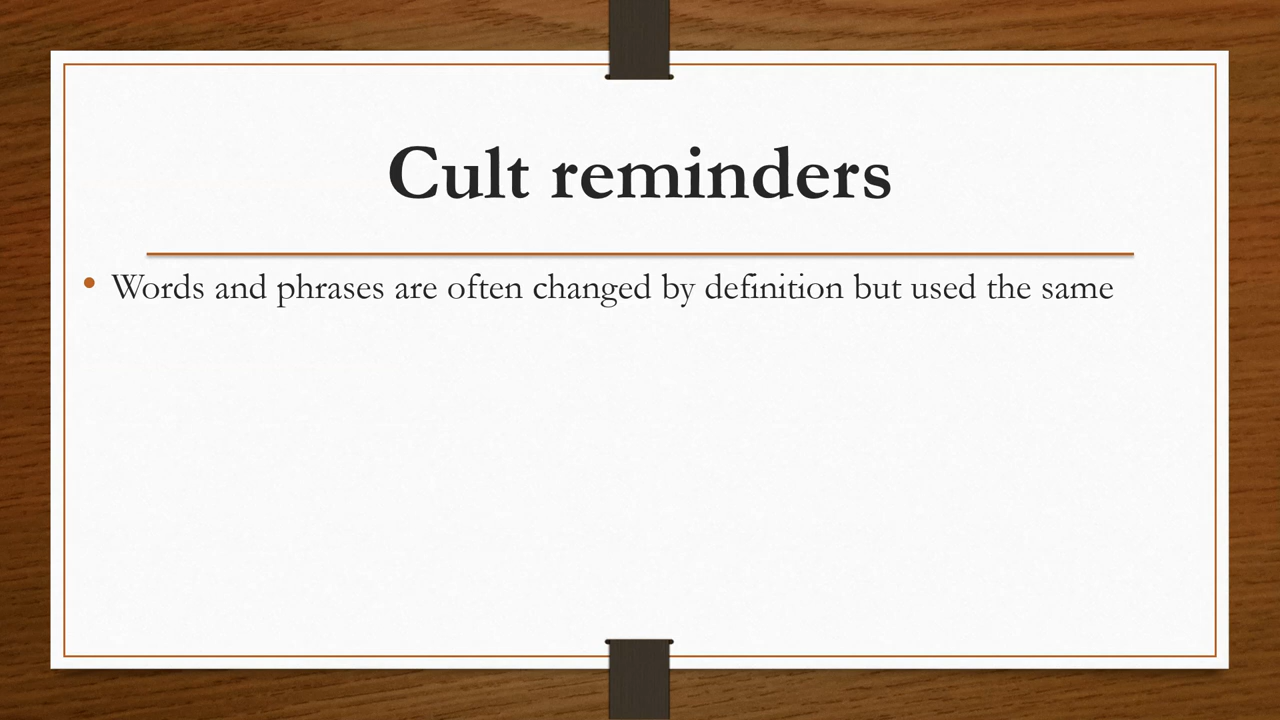 Cult reminders
• Words and phrases are often changed by definition but used the same